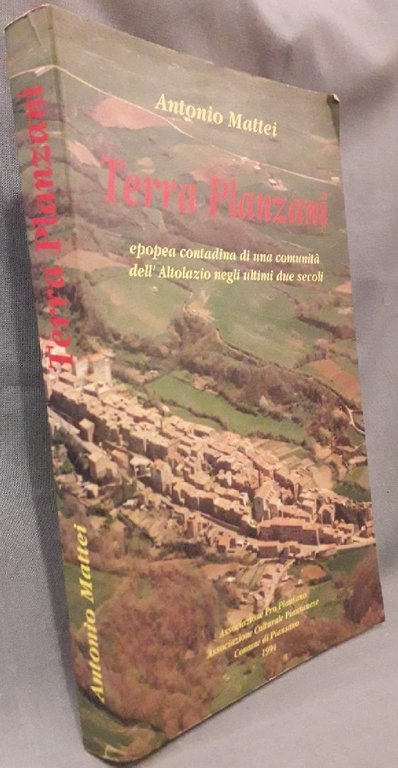 Antonio Mattei
Terra Planzani
epopea contadina di una comunità
dell'Altolazio negli ultimi due secoli
Associazione Pro Piansano
Associazione Culturale Piansanese
Comune di Piansano
1994
Terra Planzani
Antonio Mattei